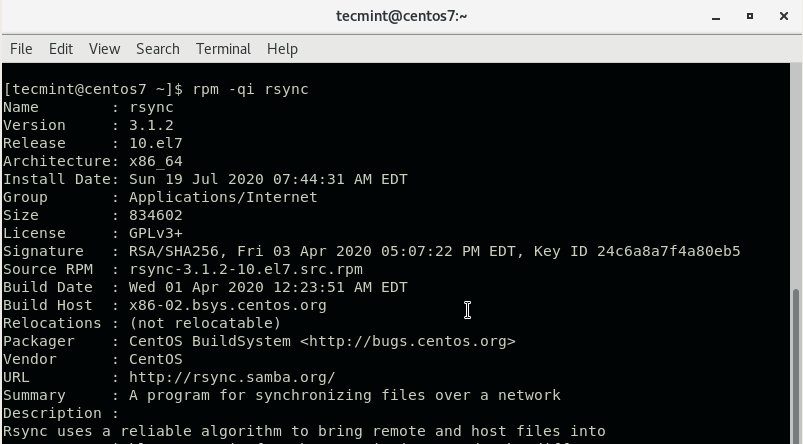 tecmint@centos7:~
File Edit View Search Terminal Help
[tecmint@centos7 ~]$ rpm -qi rsync
Name        : rsync
Version     : 3.1.2
Release     : 10.el7
Architecture: x86_64
Install Date: Sun 19 Jul 2020 07:44:31 AM EDT
Group       : Applications/Internet
Size        : 834602
License     : GPLv3+
Signature   : RSA/SHA256, Fri 03 Apr 2020 05:07:22 PM EDT, Key ID 24c6a8a7f4a80eb5
Source RPM  : rsync-3.1.2-10.el7.src.rpm
Build Date  : Wed 01 Apr 2020 12:23:51 AM EDT
Build Host  : x86-02.bsys.centos.org
Relocations : (not relocatable)
Packager    : CentOS BuildSystem <http://bugs.centos.org>
Vendor      : CentOS
URL         : http://rsync.samba.org/
Summary     : A program for synchronizing files over a network
Description :
Rsync uses a reliable algorithm to bring remote and host files into